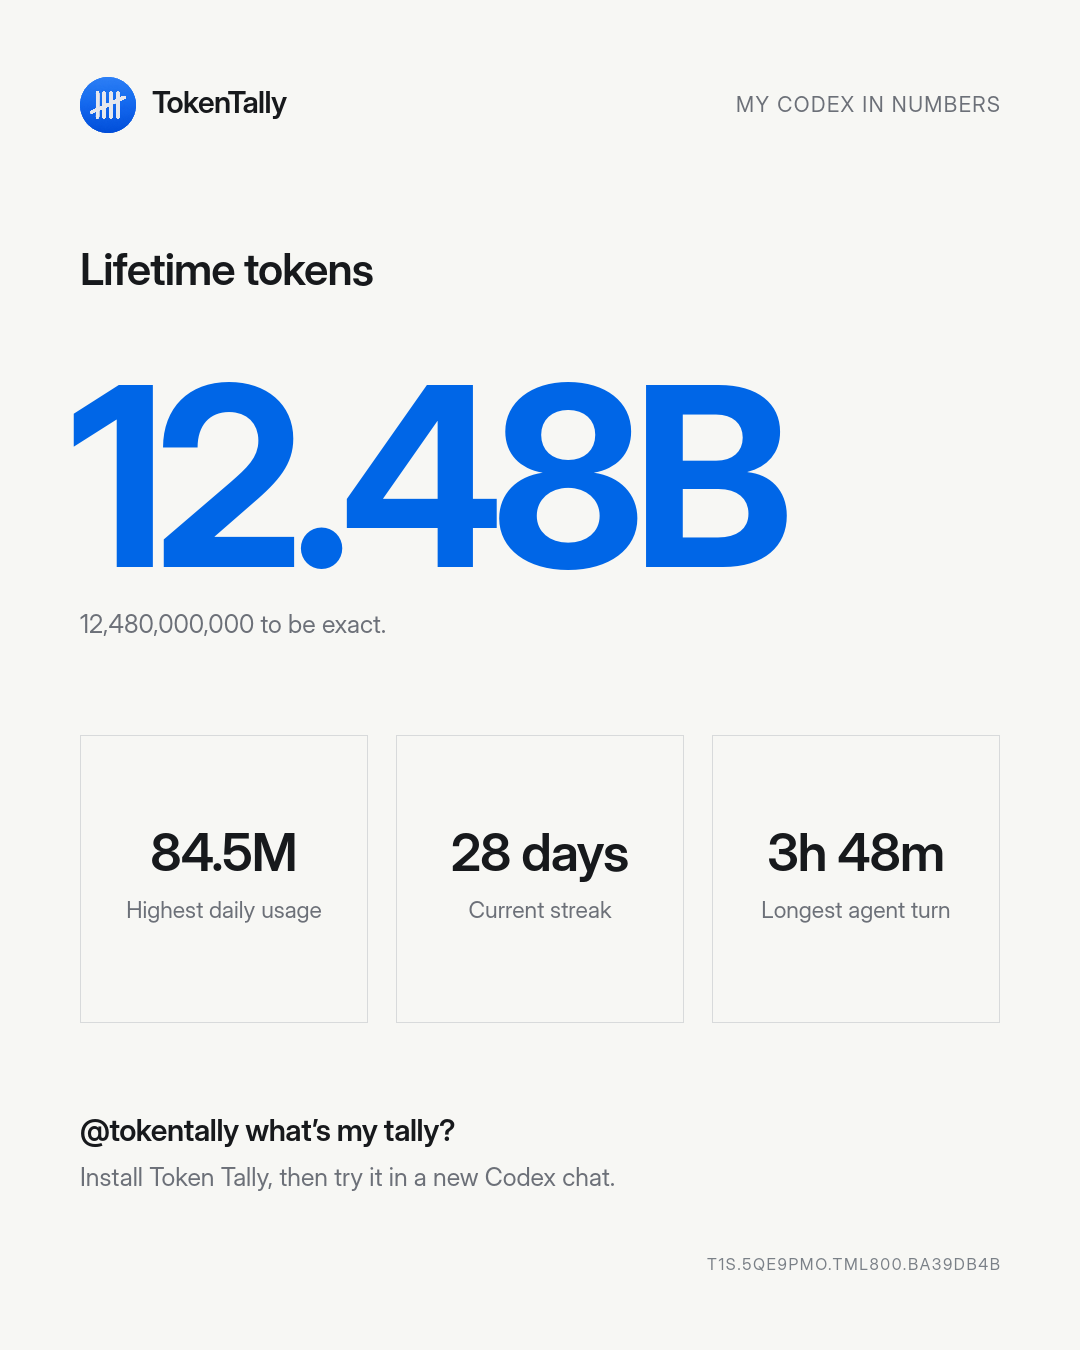 TokenTally
MY CODEX IN NUMBERS
Lifetime tokens
12.48B
12,480,000,000 to be exact.
84.5M
Highest daily usage
28 days
Current streak
3h 48m
Longest agent turn
@tokentally what’s my tally?
Install Token Tally, then try it in a new Codex chat.
T1S.5QE9PMO.TML800.BA39DB4B